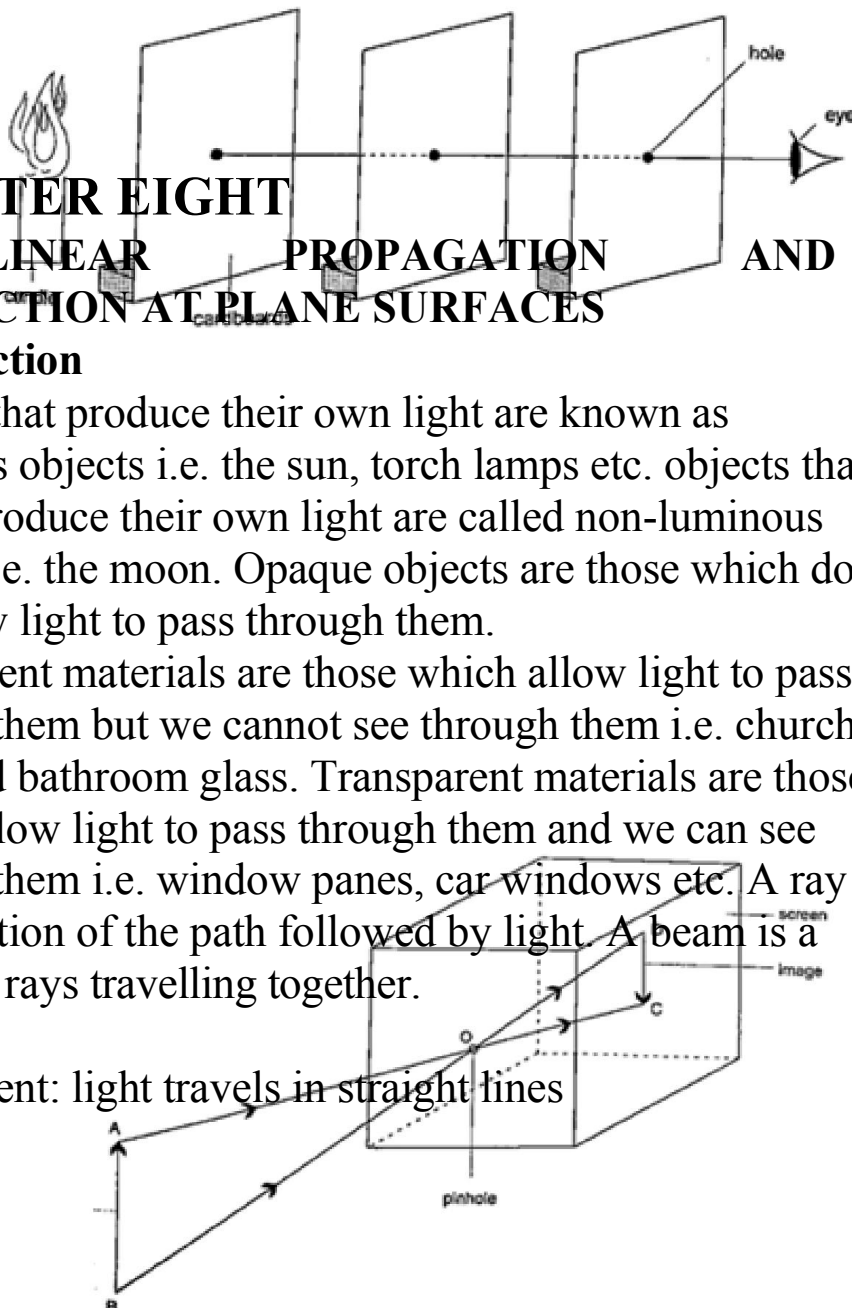 hole
eye
TER EIGHT
LINEAR PROPAGATION AND
candle
CTION AT PLANE SURFACES
cardboards
ction
that produce their own light are known as
s objects i.e. the sun, torch lamps etc. objects tha
roduce their own light are called non-luminous
.e. the moon. Opaque objects are those which do
light to pass through them.
ent materials are those which allow light to pass
them but we cannot see through them i.e. church
d bathroom glass. Transparent materials are those
low light to pass through them and we can see
them i.e. window panes, car windows etc. A ray
screen
tion of the path followed by light. A beam is a
D
image
rays travelling together.
C
O
ent: light travels in straight lines
A
pinhole
B